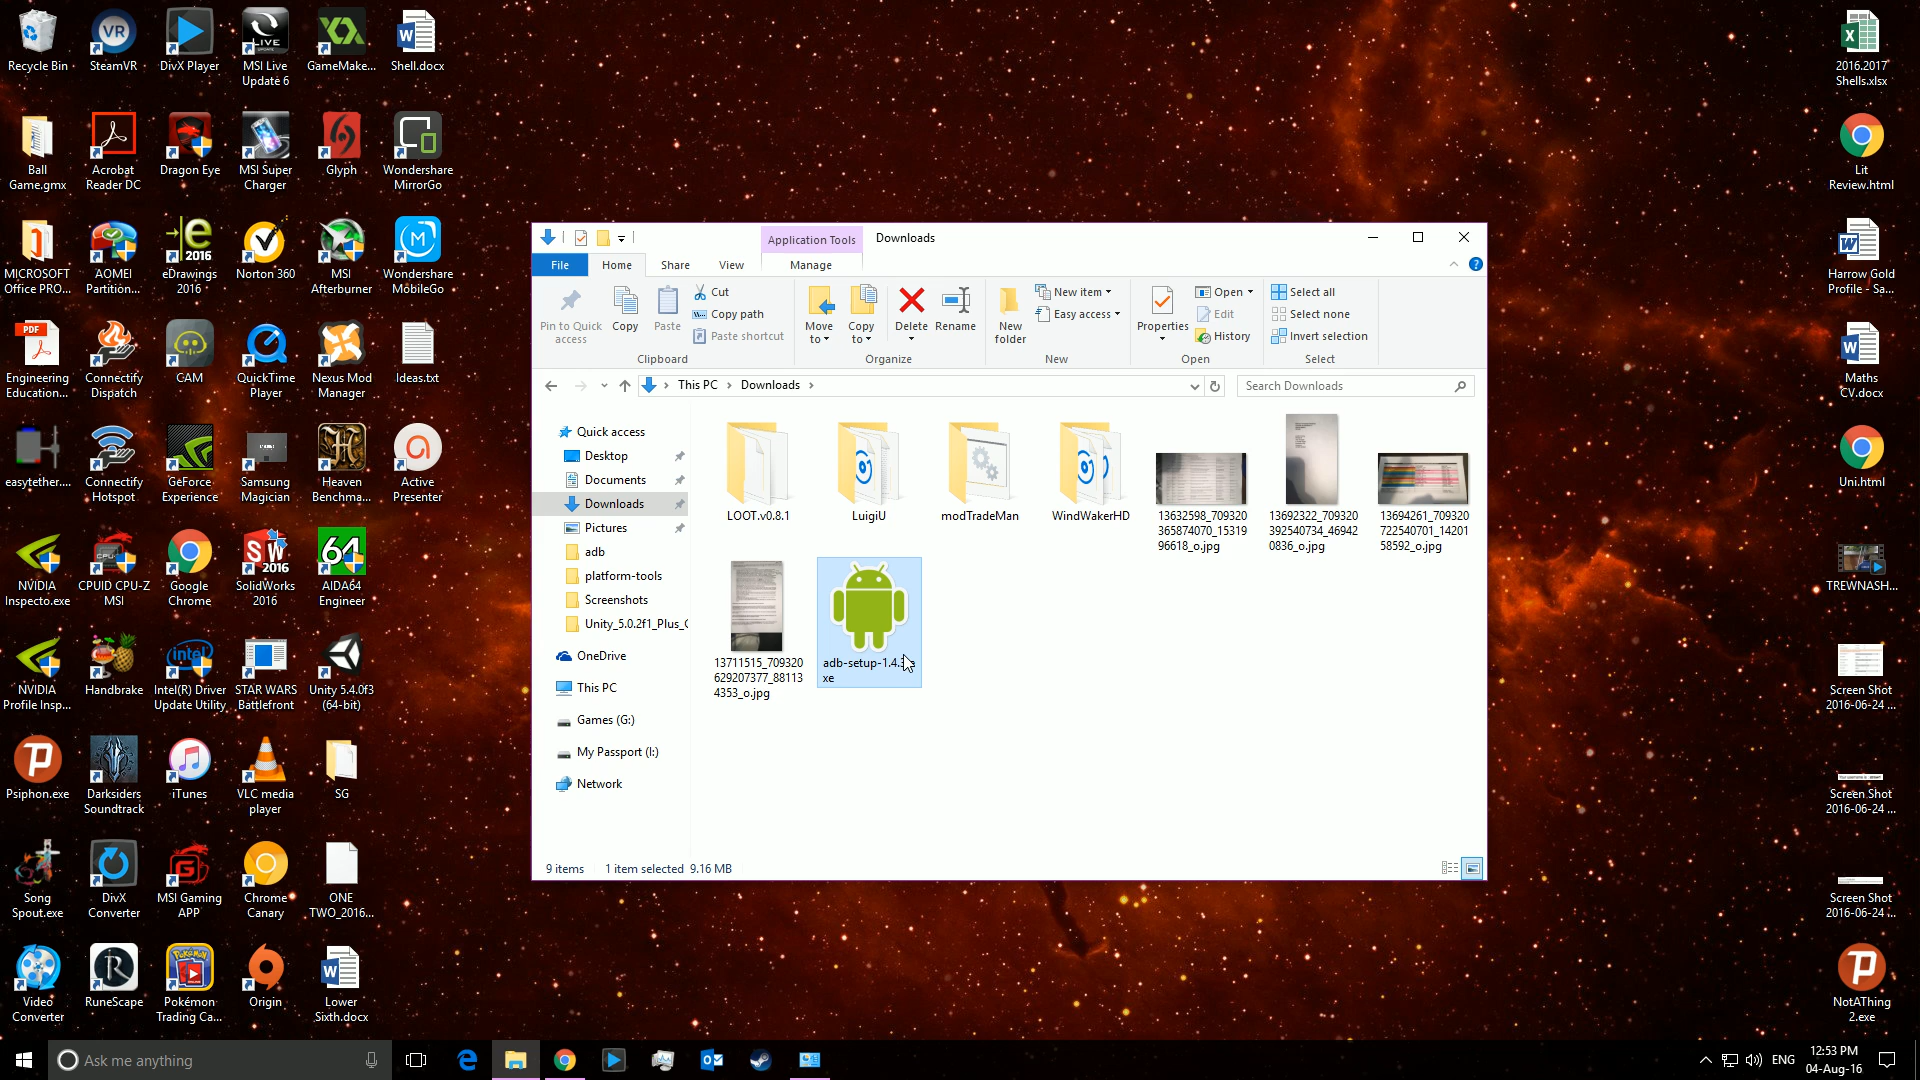 Recycle Bin
SteamVR
DivX Player
MSI Live
Update 6
GameMake...
Shell.docx
Ball
Game.gmx
Acrobat
Reader DC
Dragon Eye
MSI Super
Charger
Glyph
Wondershare
MirrorGo
MICROSOFT
Office PRO...
AOMEI
Partition...
eDrawings
2016
Norton 360
MSI
Afterburner
Wondershare
MobileGo
Engineering
Education...
Connectify
Dispatch
CAM
QuickTime
Player
Nexus Mod
Manager
Ideas.txt
easytether....
Connectify
Hotspot
GeForce
Experience
Samsung
Magician
Heaven
Benchma...
Active
Presenter
NVIDIA
Inspecto.exe
CPUID CPU-Z
MSI
Google
Chrome
SolidWorks
2016
AIDA64
Engineer
NVIDIA
Profile Insp...
Handbrake
Intel(R) Driver
Update Utility
STAR WARS
Battlefront
Unity 5.4.0f3
(64-bit)
Psiphon.exe
Darksiders
Soundtrack
iTunes
VLC media
player
SG
Song
Spout.exe
DivX
Converter
MSI Gaming
APP
Chrome
Canary
ONE
TWO_2016...
Video
Converter
RuneScape
Pokémon
Trading Ca...
Origin
Lower
Sixth.docx
Application Tools
Downloads
File
Home
Share
View
Manage
Pin to Quick
access
Copy
Paste
Cut
Copy path
Paste shortcut
Clipboard
Move
to
Copy
to
Delete
Rename
Organize
New
folder
New item
Easy access
New
Properties
Open
Edit
History
Open
Select all
Select none
Invert selection
Select
This PC
Downloads
Search Downloads
Quick access
Desktop
Documents
Downloads
Pictures
adb
platform-tools
Screenshots
Unity_5.0.2f1_Plus_C
OneDrive
This PC
Games (G:)
My Passport (I:)
Network
LOOT.v0.8.1
LuigiU
modTradeMan
WindWakerHD
13632598_709320
365874070_15319
96618_o.jpg
13692322_709320
392540734_46942
0836_o.jpg
13694261_709320
722540701_14201
58592_o.jpg
13711515_709320
629207377_88113
4353_o.jpg
adb-setup-1.4.
xe
9 items
1 item selected 9.16 MB
2016.2017
Shells.xlsx
Lit
Review.html
Harrow Gold
Profile - Sa...
Maths
CV.docx
Uni.html
TREWNASH...
Screen Shot
2016-06-24 ...
Screen Shot
2016-06-24 ...
Screen Shot
2016-06-24 ...
NotAThing
2.exe
Ask me anything
ENG
12:53 PM
04-Aug-16